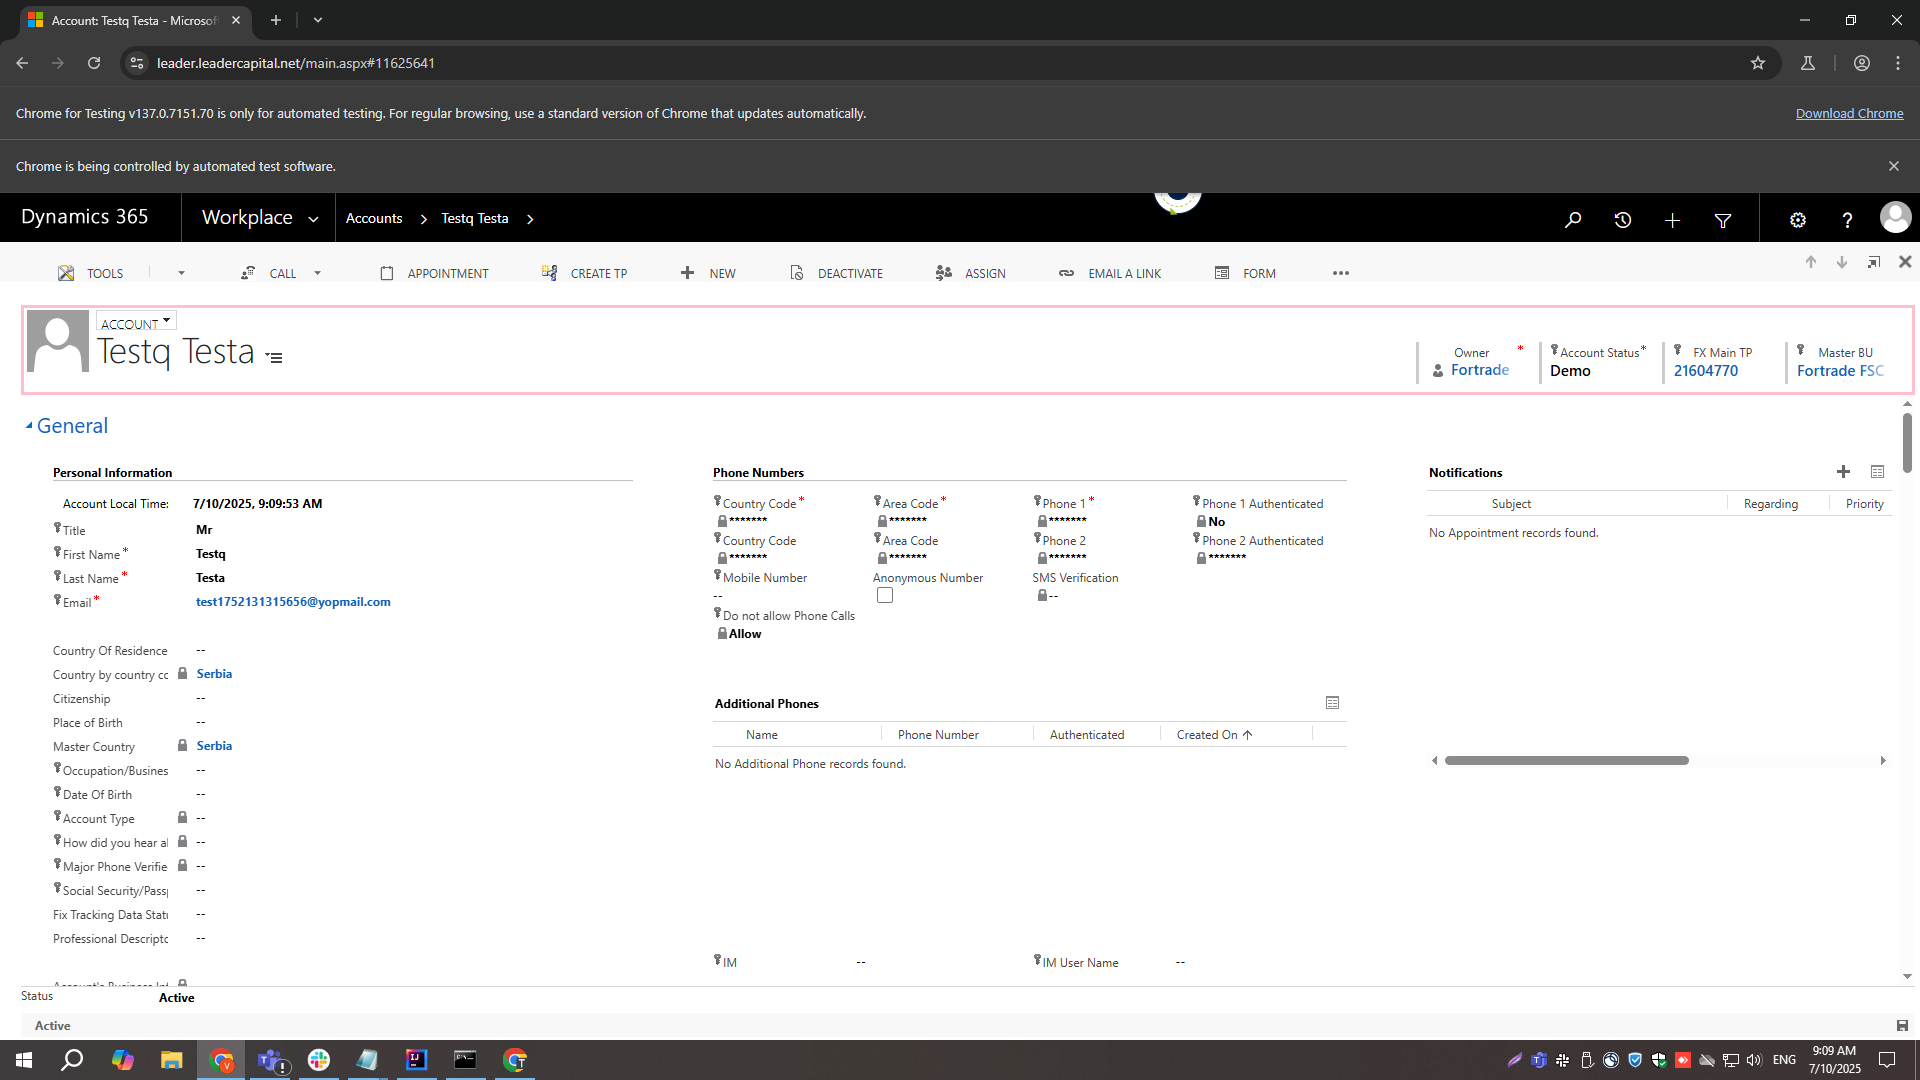 Account: Testq Testa - Microsof
leader.leadercapital.net/main.aspx#11625641
Chrome for Testing v137.0.7151.70 is only for automated testing. For regular browsing, use a standard version of Chrome that updates automatically.
Download Chrome
Chrome is being controlled by automated test software.
Dynamics 365
Workplace
Accounts
Testq Testa
TOOLS
CALL
APPOINTMENT
CREATE TP
NEW
DEACTIVATE
ASSIGN
EMAIL A LINK
FORM
ACCOUNT
Testq Testa
Owner *
Fortrade
Account Status *
Demo
FX Main TP
21604770
Master BU
Fortrade FSC
General
Personal Information
Account Local Time: 7/10/2025, 9:09:53 AM
Title Mr
First Name * Testq
Last Name * Testa
Email * test1752131315656@yopmail.com
Country Of Residence --
Country by country cc Serbia
Citizenship --
Place of Birth --
Master Country Serbia
Occupation/Busines --
Date Of Birth --
Account Type --
How did you hear al --
Major Phone Verifie --
Social Security/Passp --
Fix Tracking Data Statu --
Professional Descripto --
Phone Numbers
Country Code * Area Code * Phone 1 * Phone 1 Authenticated
******* ******* ******* No
Country Code Area Code Phone 2 Phone 2 Authenticated
******* ******* ******* *******
Mobile Number Anonymous Number SMS Verification
-- --
Do not allow Phone Calls
Allow
Additional Phones
Name Phone Number Authenticated Created On
No Additional Phone records found.
IM -- IM User Name --
Notifications
Subject Regarding Priority
No Appointment records found.
Status Active
Active
ENG
9:09 AM
7/10/2025